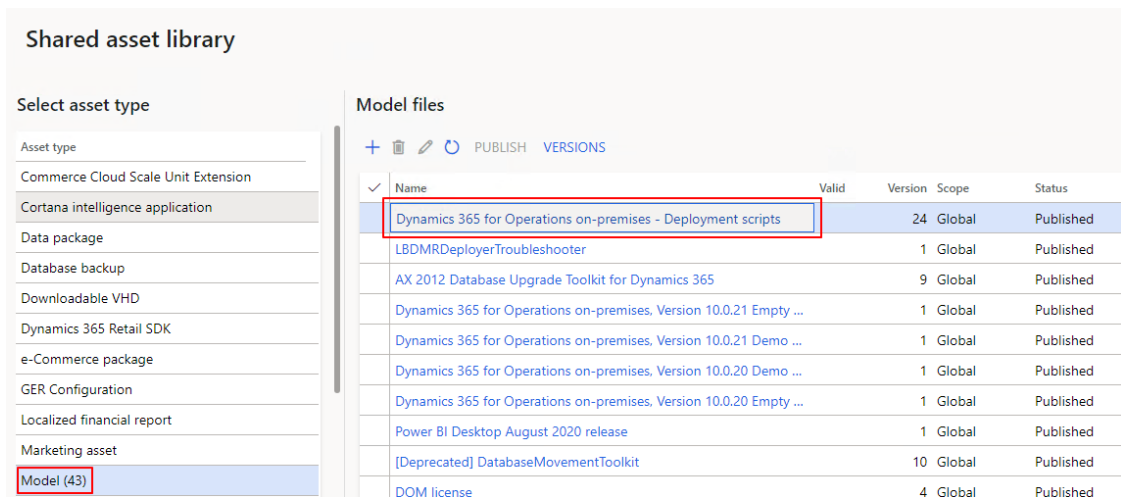 Shared asset library
Select asset type
Asset type
Commerce Cloud Scale Unit Extension
Cortana intelligence application
Data package
Database backup
Downloadable VHD
Dynamics 365 Retail SDK
e-Commerce package
GER Configuration
Localized financial report
Marketing asset
Model (43)
Model files
PUBLISH VERSIONS
Name Valid Version Scope Status
Dynamics 365 for Operations on-premises - Deployment scripts 24 Global Published
LBDMRDeployerTroubleshooter 1 Global Published
AX 2012 Database Upgrade Toolkit for Dynamics 365 9 Global Published
Dynamics 365 for Operations on-premises, Version 10.0.21 Empty ... 1 Global Published
Dynamics 365 for Operations on-premises, Version 10.0.21 Demo ... 1 Global Published
Dynamics 365 for Operations on-premises, Version 10.0.20 Demo ... 1 Global Published
Dynamics 365 for Operations on-premises, Version 10.0.20 Empty ... 1 Global Published
Power BI Desktop August 2020 release 1 Global Published
[Deprecated] DatabaseMovementToolkit 10 Global Published
DOM license 4 Global Published